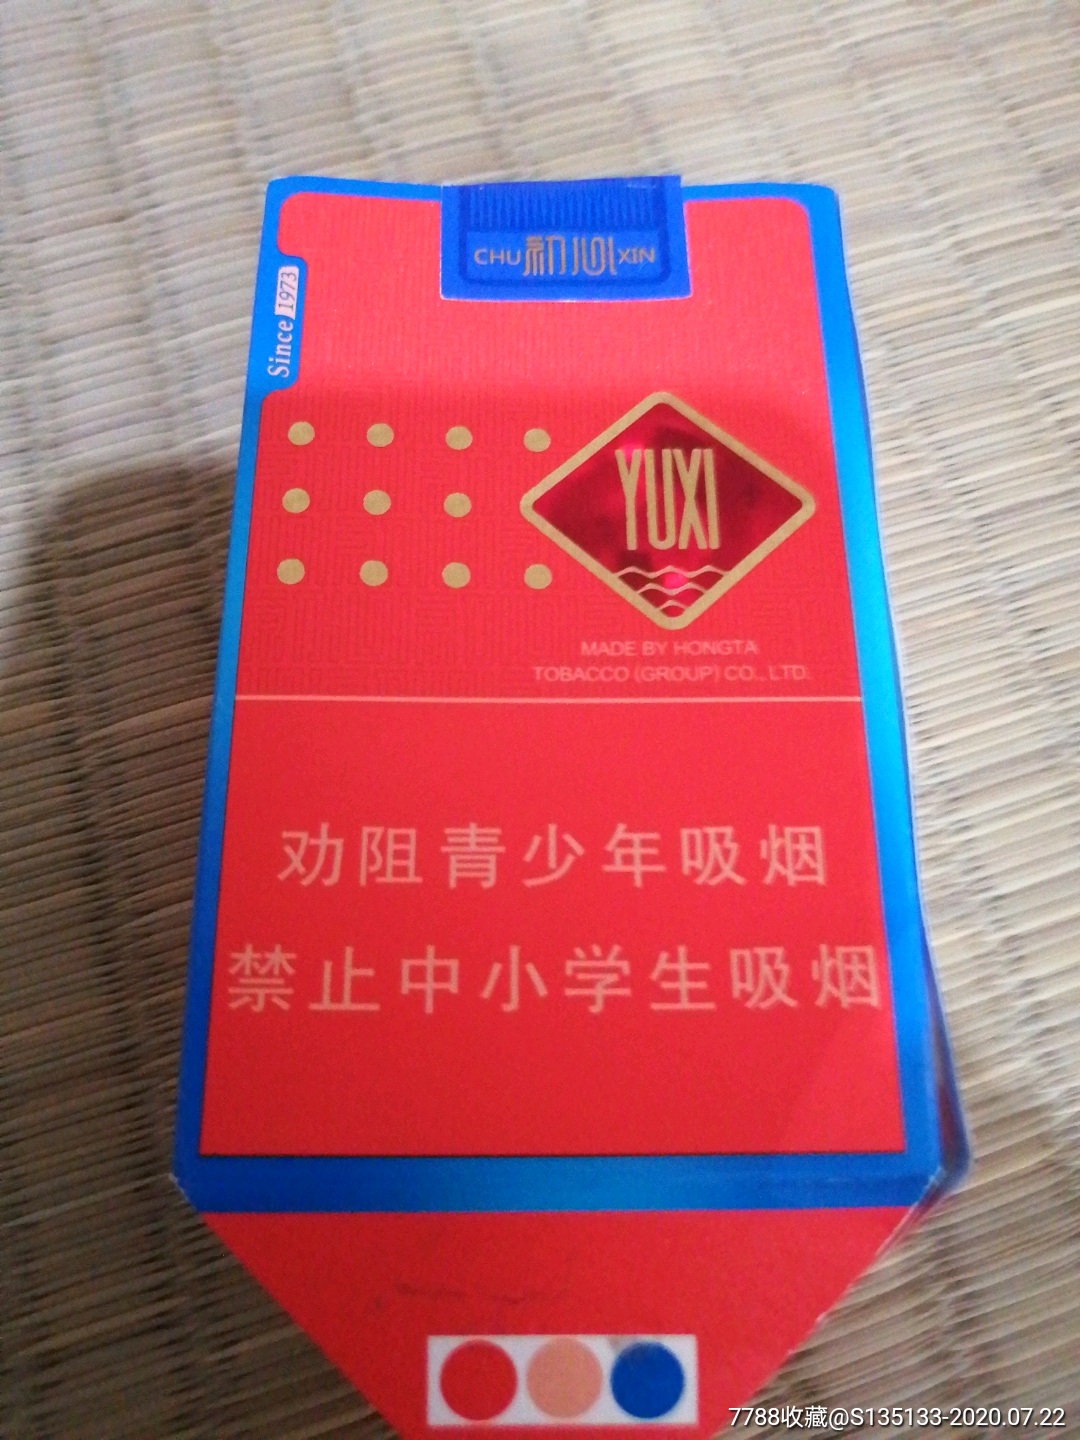 CHU 初心 XIN
Since 1973
YUXI
MADE BY HONGTA
TOBACCO (GROUP) CO., LTD.
劝阻青少年吸烟
禁止中小学生吸烟
7788收藏@S135133-2020.07.22